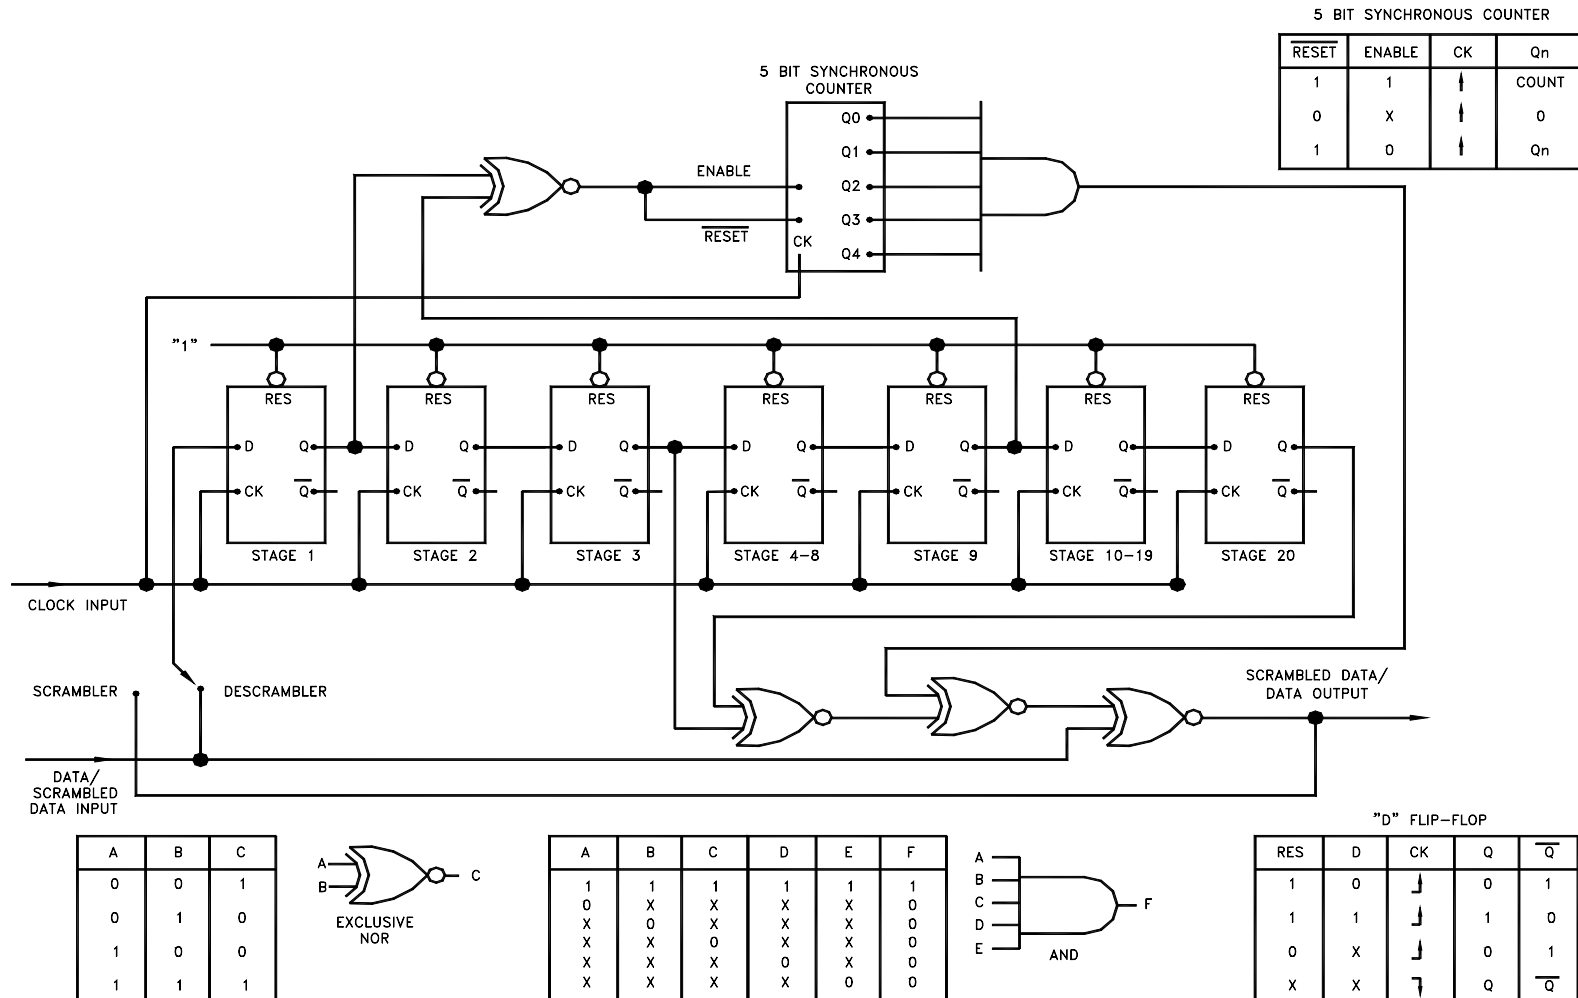 5 BIT SYNCHRONOUS COUNTER
RESET ENABLE CK Qn
1 1 COUNT
0 X 0
1 0 Qn
5 BIT SYNCHRONOUS
COUNTER
Q0
Q1
Q2
Q3
Q4
ENABLE
RESET
CK
"1"
RES RES RES RES RES RES RES
D Q D Q D Q D Q D Q D Q D Q
CK Q CK Q CK Q CK Q CK Q CK Q CK Q
STAGE 1 STAGE 2 STAGE 3 STAGE 4-8 STAGE 9 STAGE 10-19 STAGE 20
CLOCK INPUT
SCRAMBLER
DESCRAMBLER
SCRAMBLED DATA/
DATA OUTPUT
DATA/
SCRAMBLED
DATA INPUT
A B C
0 0 1
0 1 0
1 0 0
1 1 1
A
B
C
EXCLUSIVE
NOR
A B C D E F
1 1 1 1 1 1
0 X X X X 0
X 0 X X X 0
X X 0 X X 0
X X X 0 X 0
X X X X 0 0
A
B
C
D
E
F
AND
"D" FLIP-FLOP
RES D CK Q Q
1 0 0 1
1 1 1 0
0 X 0 1
X X Q Q